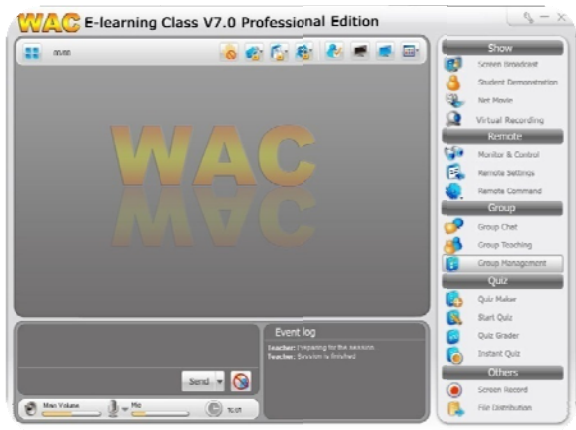 WAC E-learning Class V7.0 Professional Edition
00/00
WAC
Send
Event log
Teacher: Preparing for the session.
Teacher: Session is finished
Main Volume
Mic
Show
Screen Broadcast
Student Demonstration
Net Movie
Virtual Recording
Remote
Monitor & Control
Remote Settings
Remote Command
Group
Group Chat
Group Teaching
Group Management
Quiz
Quiz Maker
Start Quiz
Quiz Grader
Instant Quiz
Others
Screen Record
File Distribution